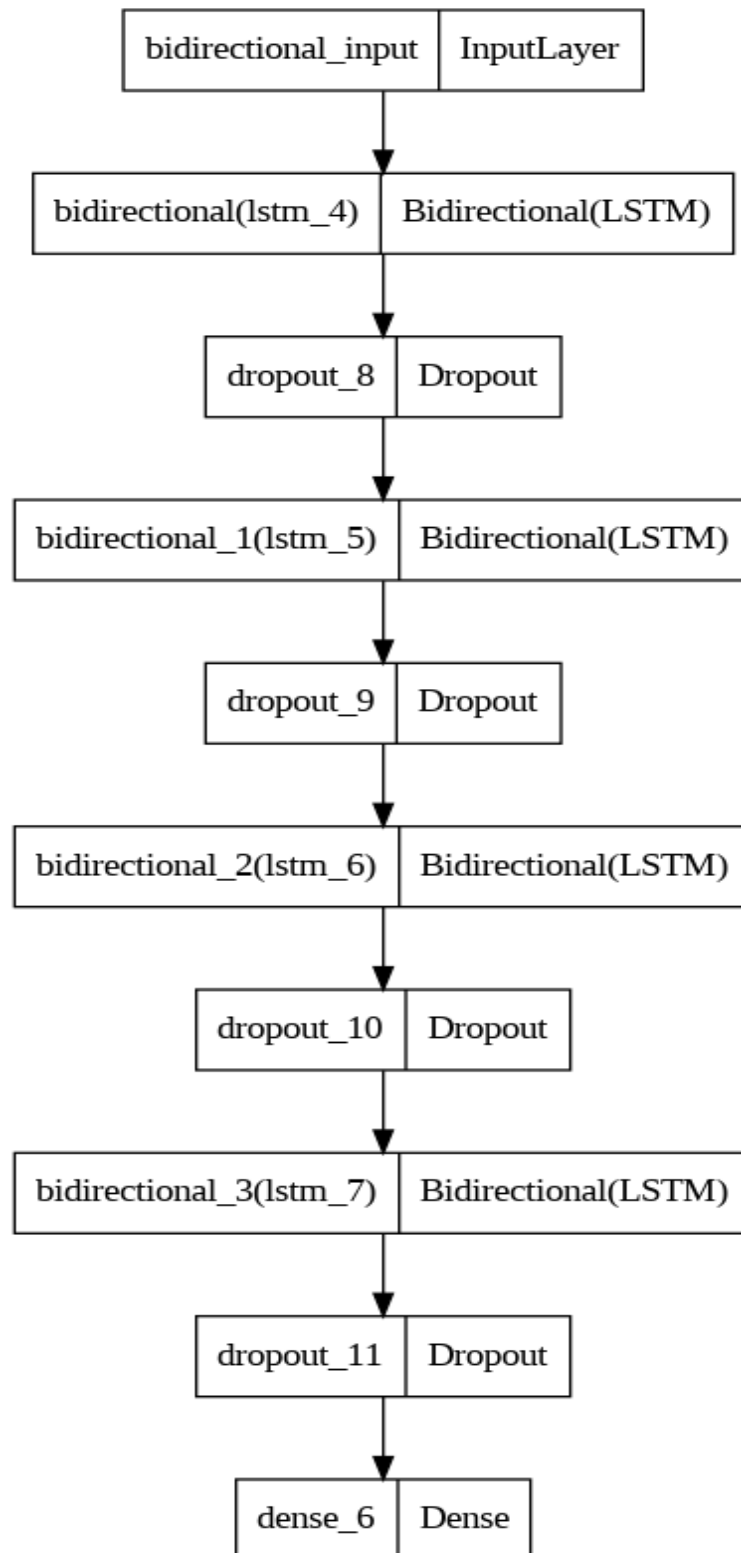 bidirectional_input InputLayer
bidirectional(lstm_4) Bidirectional(LSTM)
dropout_8 Dropout
bidirectional_1(lstm_5) Bidirectional(LSTM)
dropout_9 Dropout
bidirectional_2(lstm_6) Bidirectional(LSTM)
dropout_10 Dropout
bidirectional_3(lstm_7) Bidirectional(LSTM)
dropout_11 Dropout
dense_6 Dense